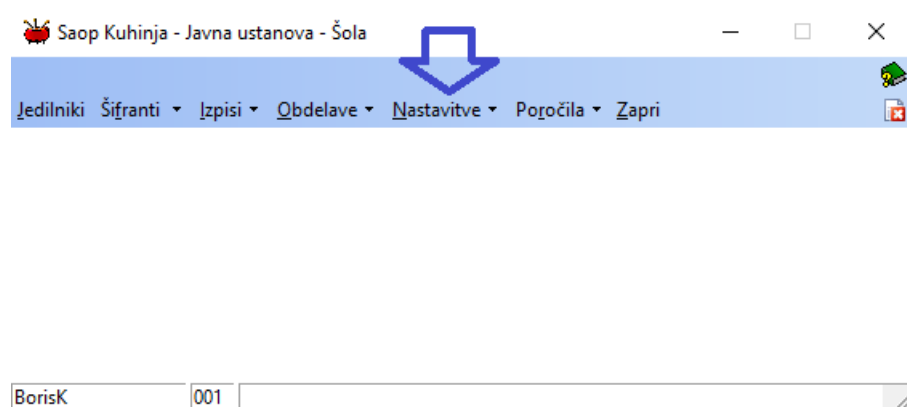 Saop Kuhinja - Javna ustanova - Šola
Jedilniki Šifranti Izpisi Obdelave Nastavitve Poročila Zapri
BorisK 001